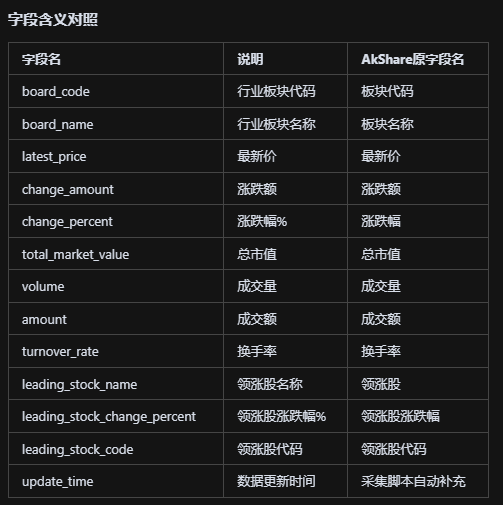 字段含义对照
字段名 说明 AkShare原字段名
board_code 行业板块代码 板块代码
board_name 行业板块名称 板块名称
latest_price 最新价 最新价
change_amount 涨跌额 涨跌额
change_percent 涨跌幅% 涨跌幅
total_market_value 总市值 总市值
volume 成交量 成交量
amount 成交额 成交额
turnover_rate 换手率 换手率
leading_stock_name 领涨股名称 领涨股
leading_stock_change_percent 领涨股涨跌幅% 领涨股涨跌幅
leading_stock_code 领涨股代码 领涨股代码
update_time 数据更新时间 采集脚本自动补充